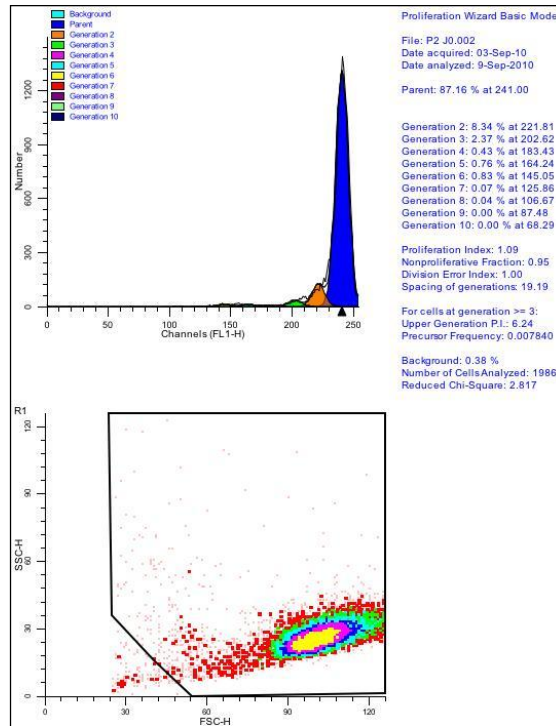 Background
Parent
Generation 2
Generation 3
Generation 4
Generation 5
Generation 6
Generation 7
Generation 8
Generation 9
Generation 10
Number
1200
900
600
300
0
0
50
100
150
200
250
Channels (FL1-H)
Proliferation Wizard Basic Mode
File: P2 J0.002
Date acquired: 03-Sep-10
Date analyzed: 9-Sep-2010
Parent: 87.16 % at 241.00
Generation 2: 8.34 % at 221.81
Generation 3: 2.37 % at 202.62
Generation 4: 0.43 % at 183.43
Generation 5: 0.76 % at 164.24
Generation 6: 0.83 % at 145.05
Generation 7: 0.07 % at 125.86
Generation 8: 0.04 % at 106.67
Generation 9: 0.00 % at 87.48
Generation 10: 0.00 % at 68.29
Proliferation Index: 1.09
Nonproliferative Fraction: 0.95
Division Error Index: 1.00
Spacing of generations: 19.19
For cells at generation >= 3:
Upper Generation P.I.: 6.24
Precursor Frequency: 0.007840
Background: 0.38 %
Number of Cells Analyzed: 1986
Reduced Chi-Square: 2.817
R1
SSC-H
120
90
60
30
0
0
30
60
90
120
FSC-H